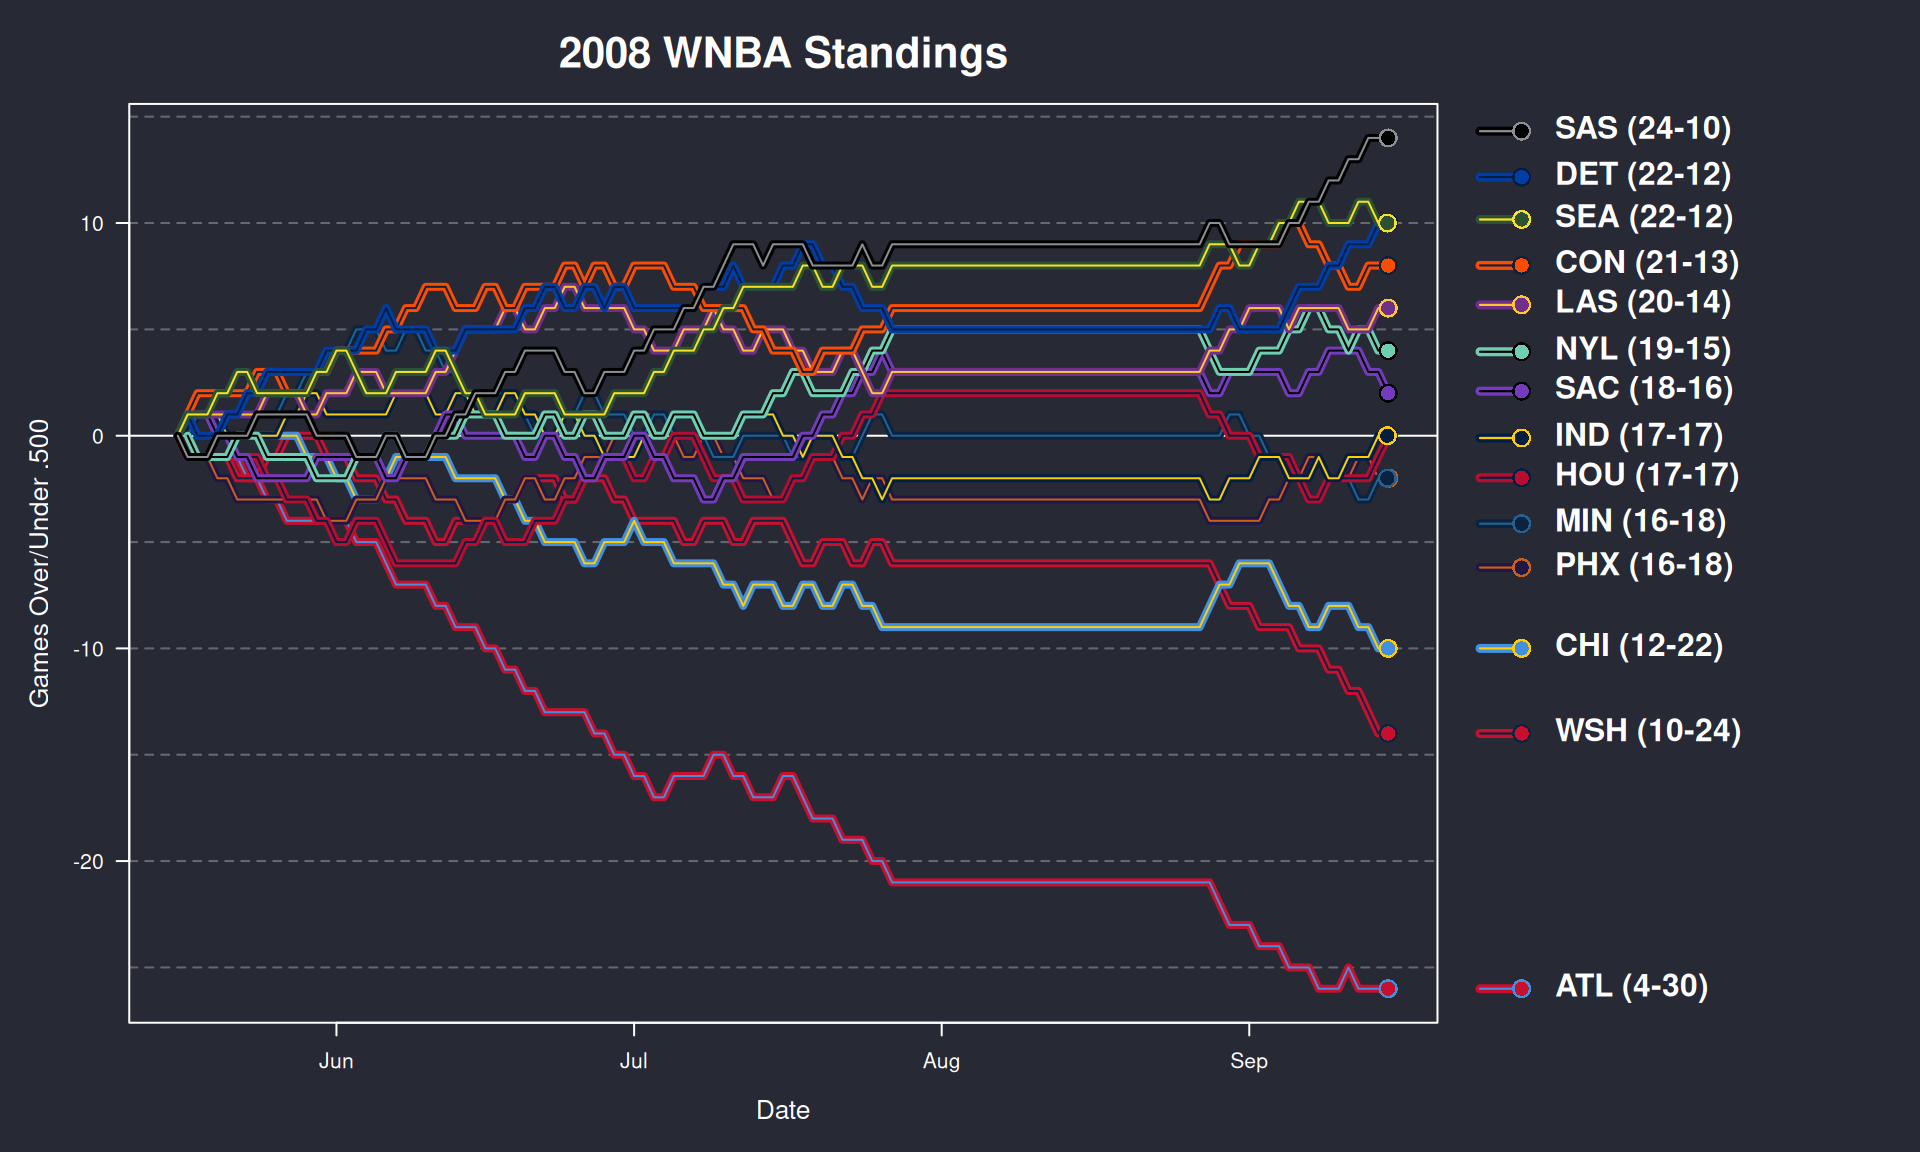 2008 WNBA Standings
SAS (24-10)
DET (22-12)
SEA (22-12)
CON (21-13)
LAS (20-14)
NYL (19-15)
SAC (18-16)
IND (17-17)
HOU (17-17)
MIN (16-18)
PHX (16-18)
CHI (12-22)
WSH (10-24)
ATL (4-30)
Games Over/Under .500
10
0
-10
-20
Jun
Jul
Aug
Sep
Date